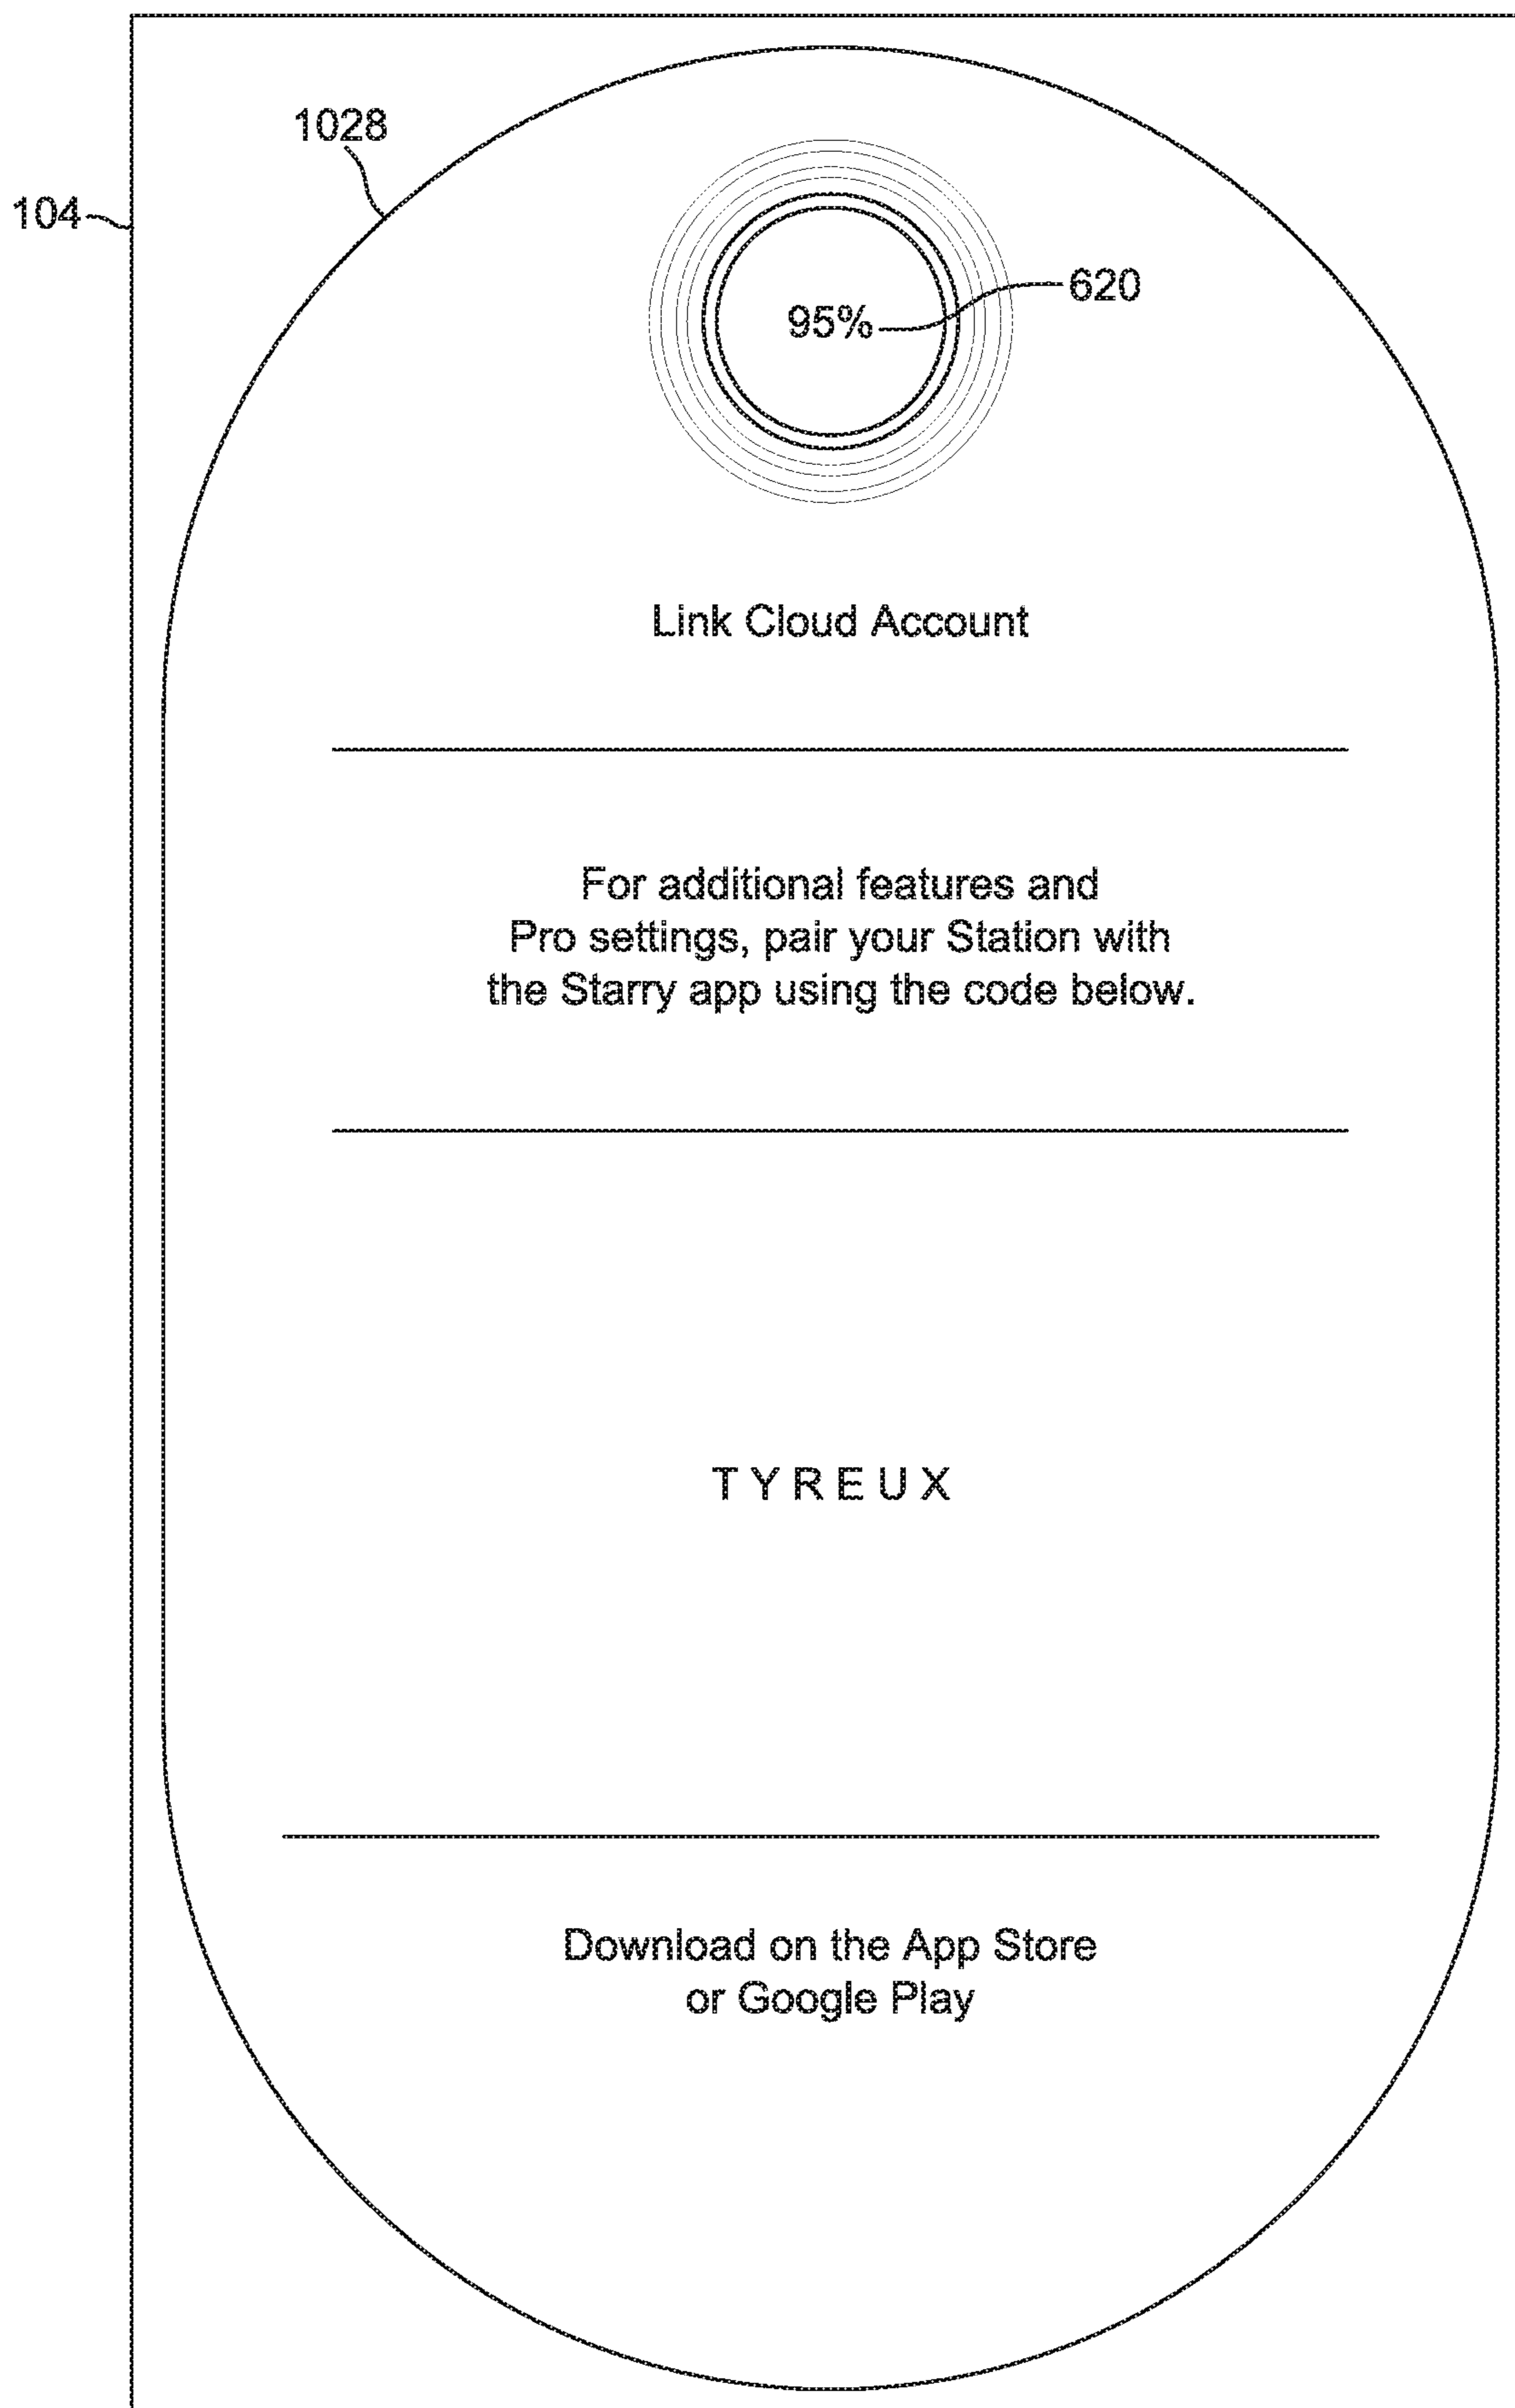 1028
104
620
95%
Link Cloud Account
For additional features and
Pro settings, pair your Station with
the Starry app using the code below.
TYREUX
Download on the App Store
or Google Play